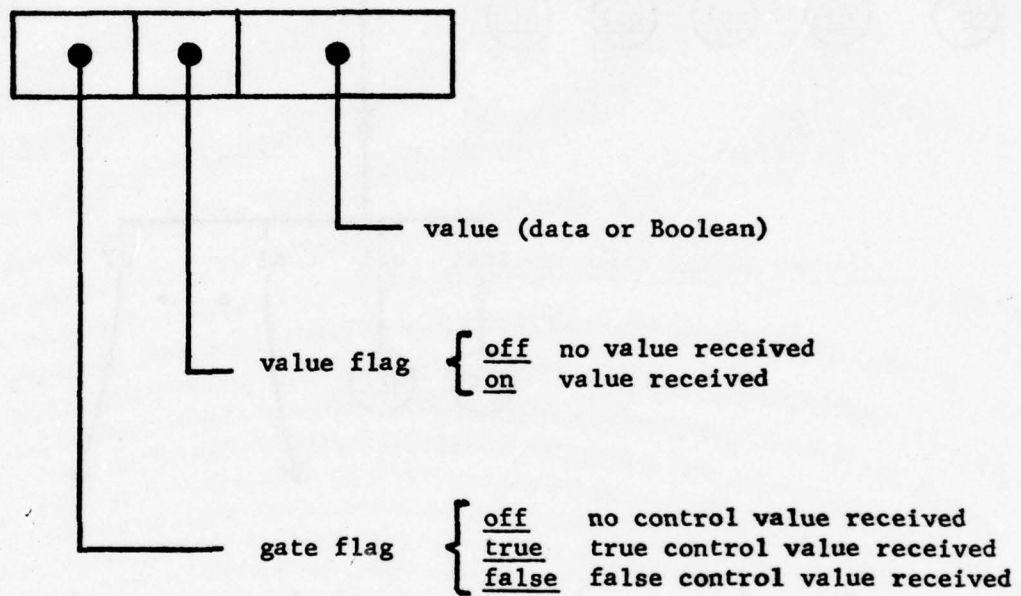 value (data or Boolean)
value flag
off no value received
on value received
gate flag
off no control value received
true true control value received
false false control value received